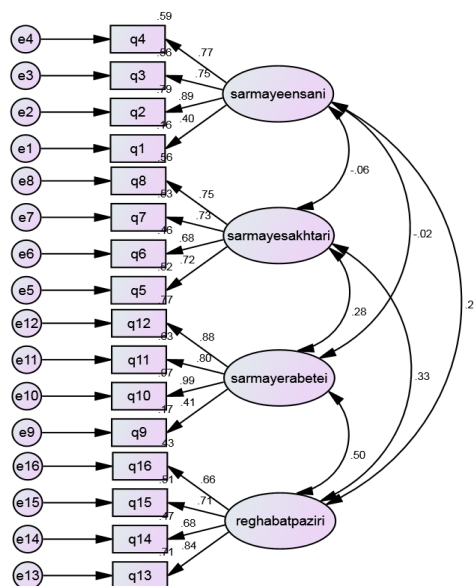 .59
e4 q4 .77
.56
e3 q3 .75
.79 sarmayeensani
e2 q2 .89
.16 .40
e1 q1
.56
e8 q8 -.06
.53 .75
e7 q7 .73
.46 sarmayesakhtari -.02
e6 q6 .68
.52 .72
e5 q5
.77 .2
e12 q12 .28
.63 .88
e11 q11 .80 .33
.97 sarmayerabetei
e10 q10 .99
.17 .41
e9 q9
.43
e16 q16 .66 .50
.51
e15 q15 .71
.47 reghabatpaziri
e14 q14 .68
.71 .84
e13 q13